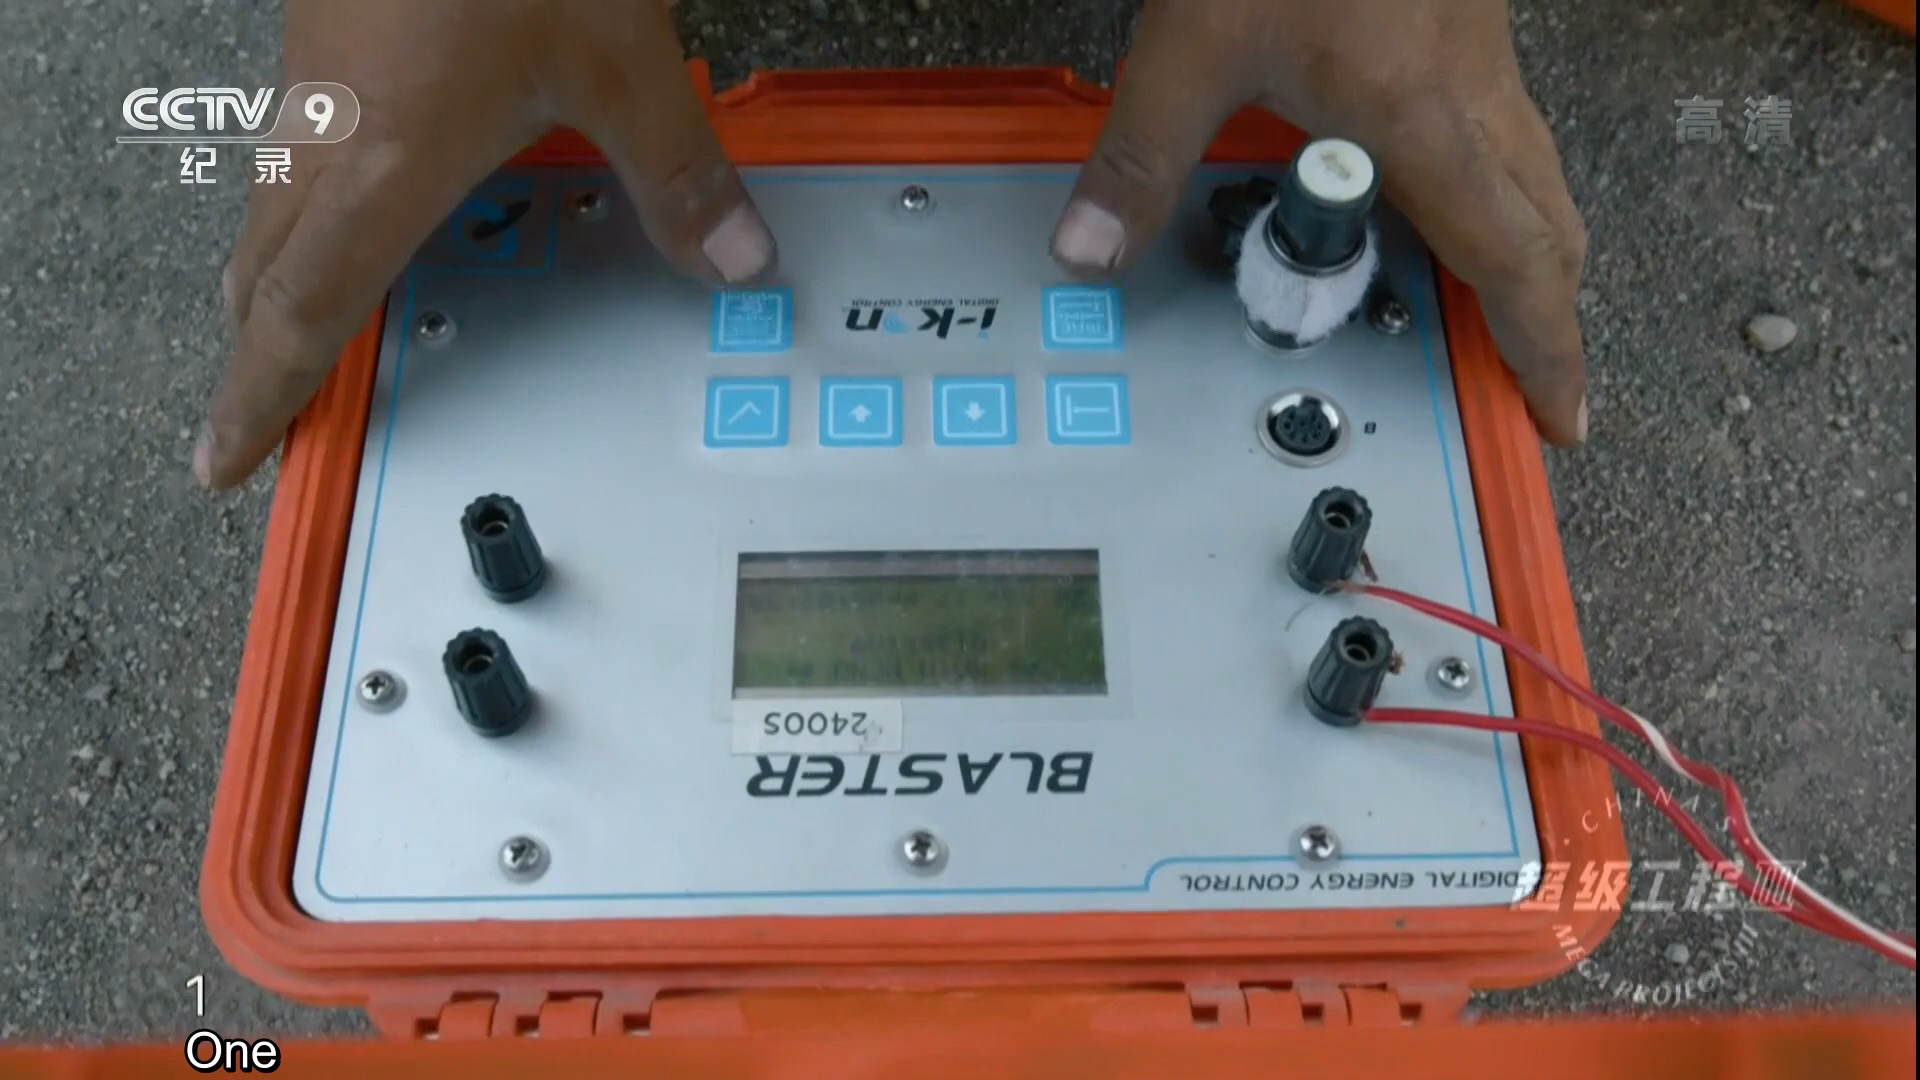 CCTV 9
纪录
高清
i-kon
DIGITAL ENERGY CONTROL
B
2400S
BLASTER
DIGITAL ENERGY CONTROL
CHINA'S
超级工程III
MEGA PROJECTS III
1
One